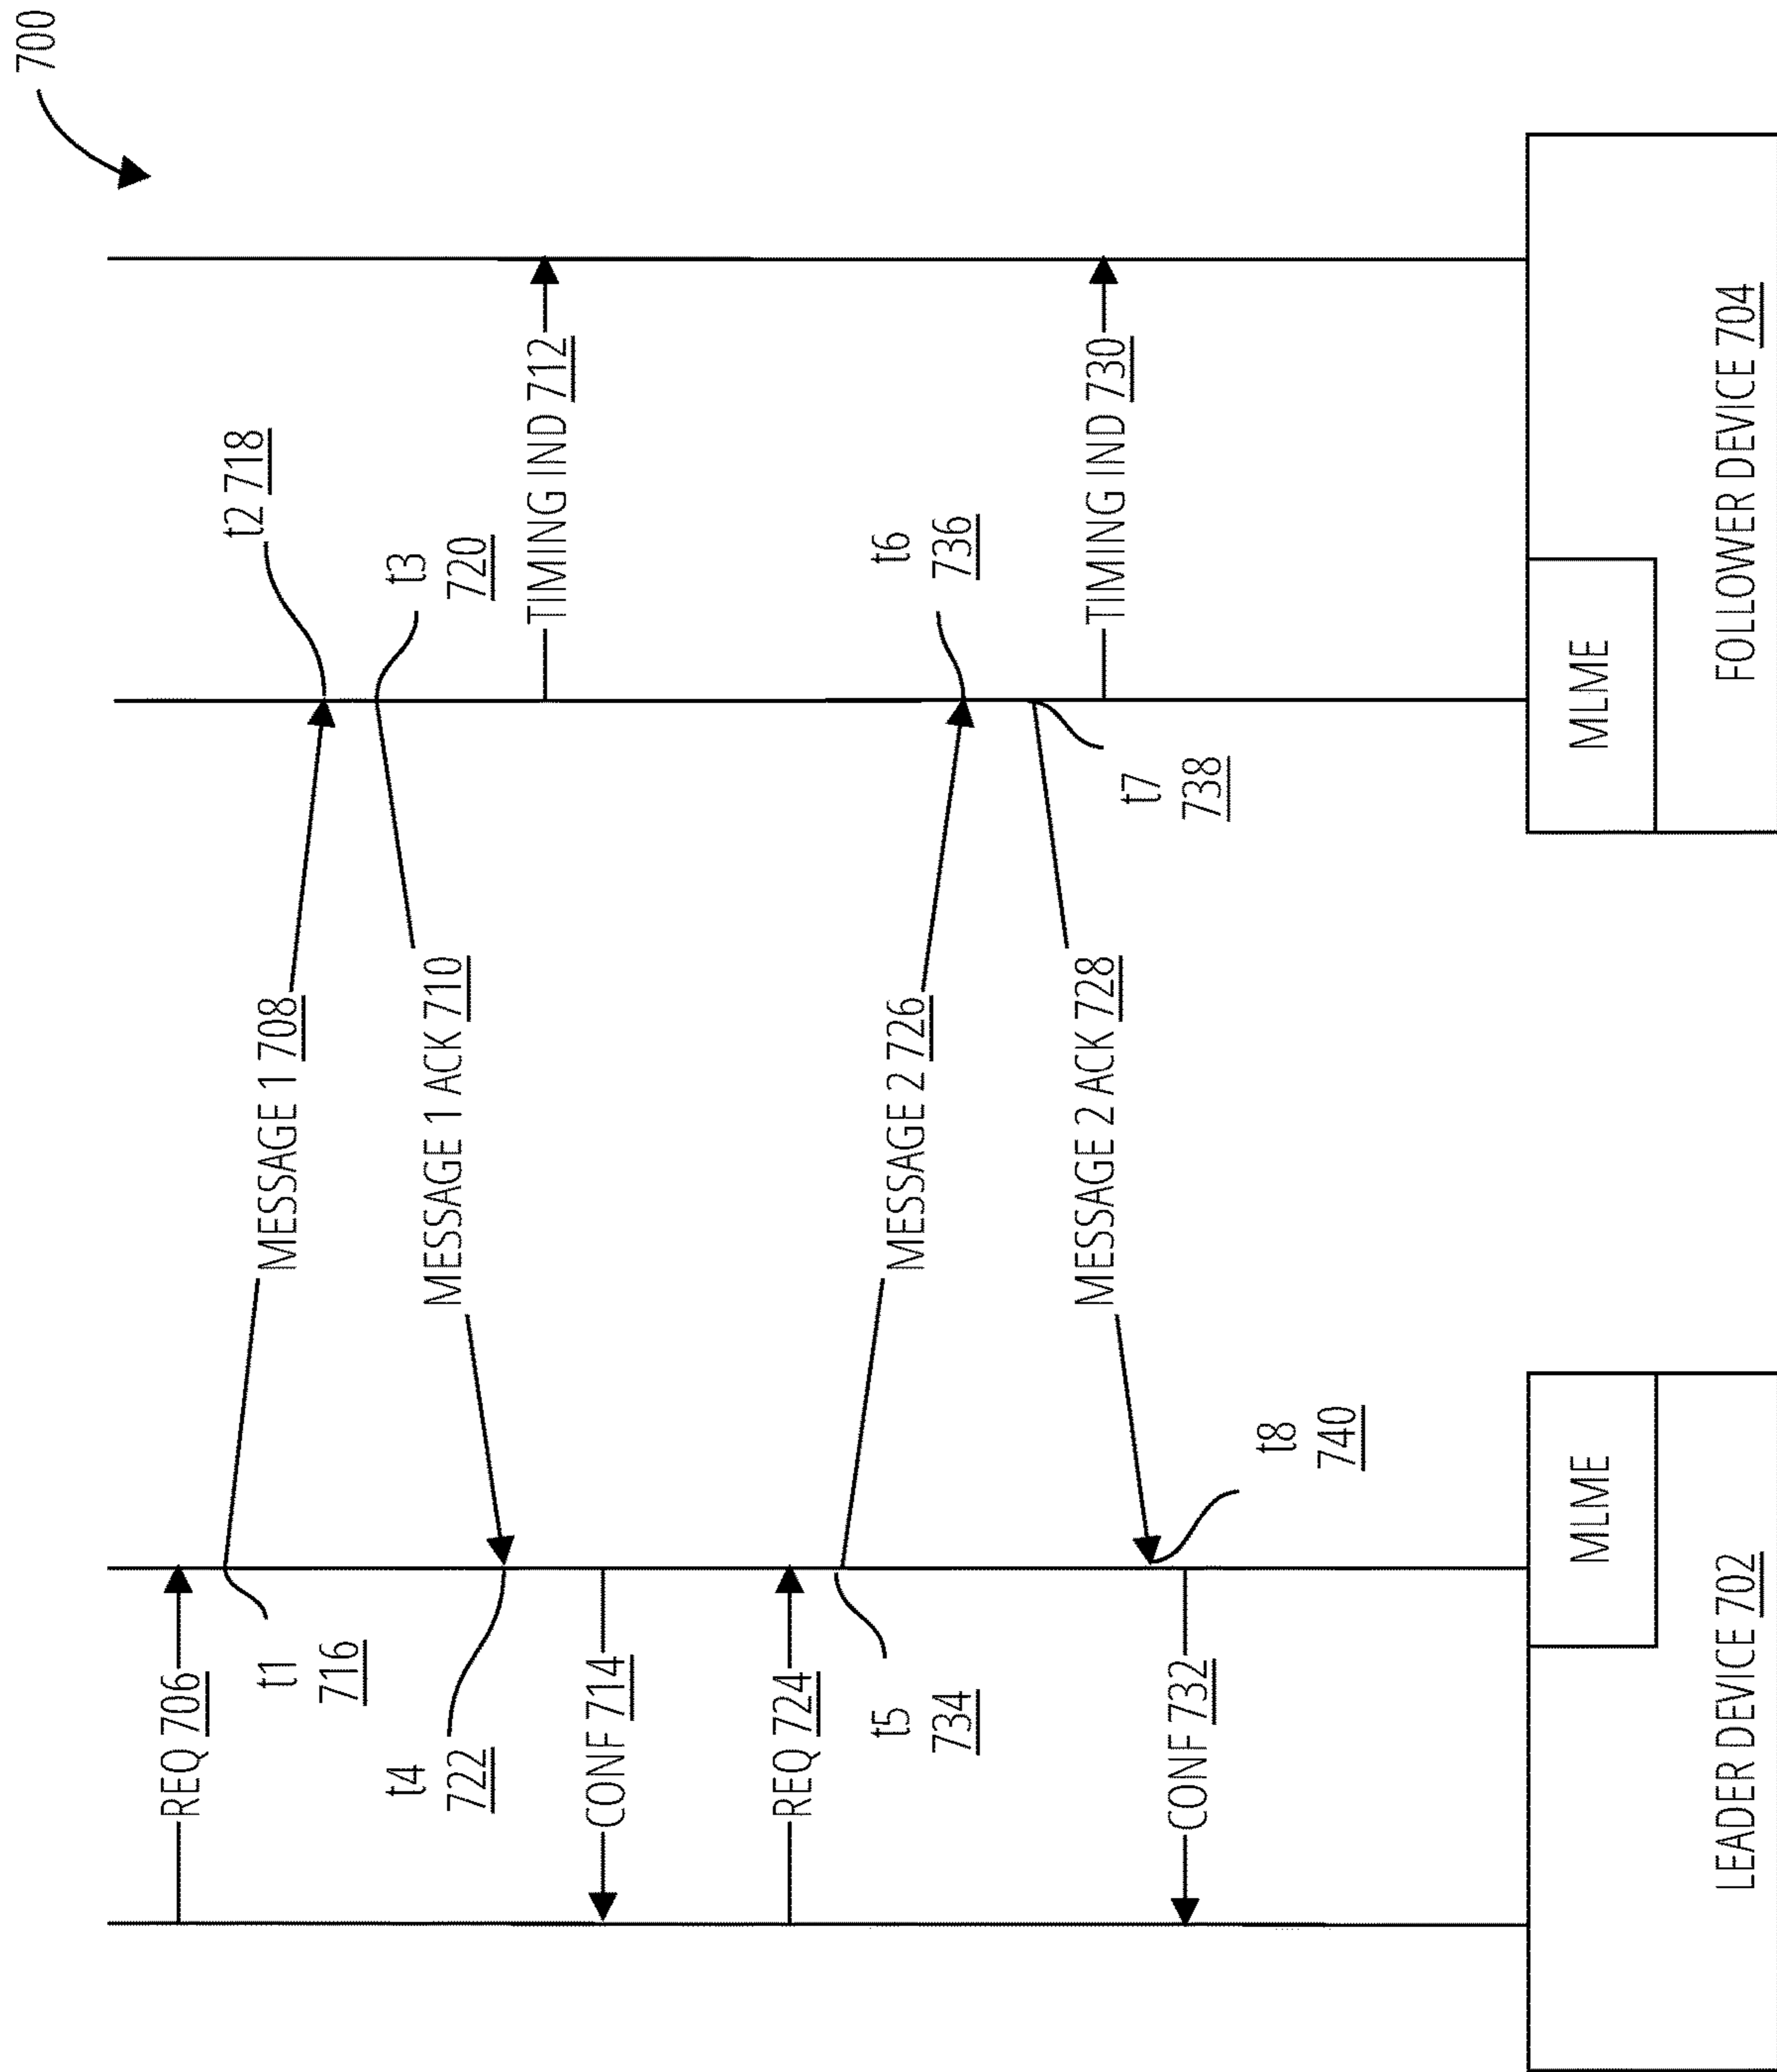 700
REQ 706
t1
716
MESSAGE 1 708
t2 718
t3
720
MESSAGE 1 ACK 710
t4
722
TIMING IND 712
CONF 714
REQ 724
t5
734
MESSAGE 2 726
t6
736
t7
738
MESSAGE 2 ACK 728
TIMING IND 730
t8
740
CONF 732
MLME
LEADER DEVICE 702
MLME
FOLLOWER DEVICE 704